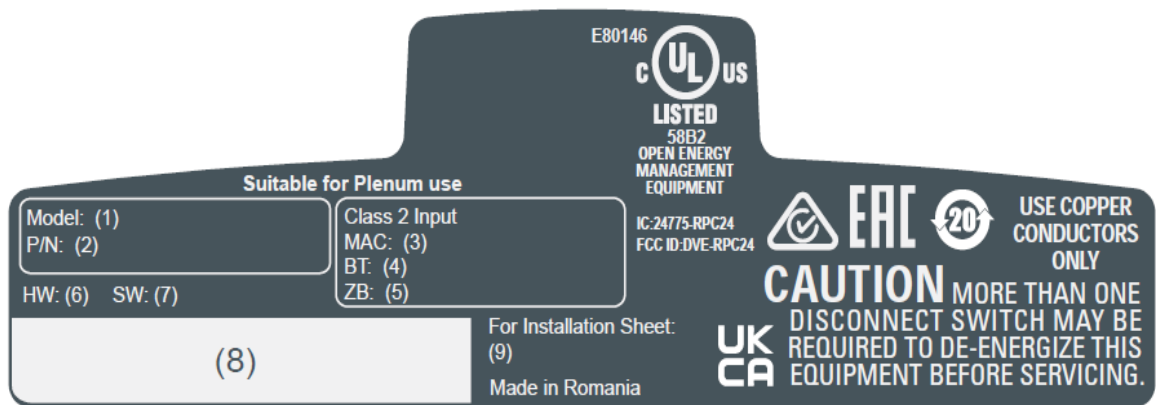 E80146
C UL US
LISTED
58B2
OPEN ENERGY
MANAGEMENT
EQUIPMENT
Suitable for Plenum use
Model: (1)
P/N: (2)
HW: (6) SW: (7)
Class 2 Input
MAC: (3)
BT: (4)
ZB: (5)
(8)
For Installation Sheet:
(9)
Made in Romania
IC:24775-RPC24
FCC ID:DVE-RPC24
EAC
20
USE COPPER
CONDUCTORS
ONLY
CAUTION MORE THAN ONE
DISCONNECT SWITCH MAY BE
REQUIRED TO DE-ENERGIZE THIS
EQUIPMENT BEFORE SERVICING.
UK
CA